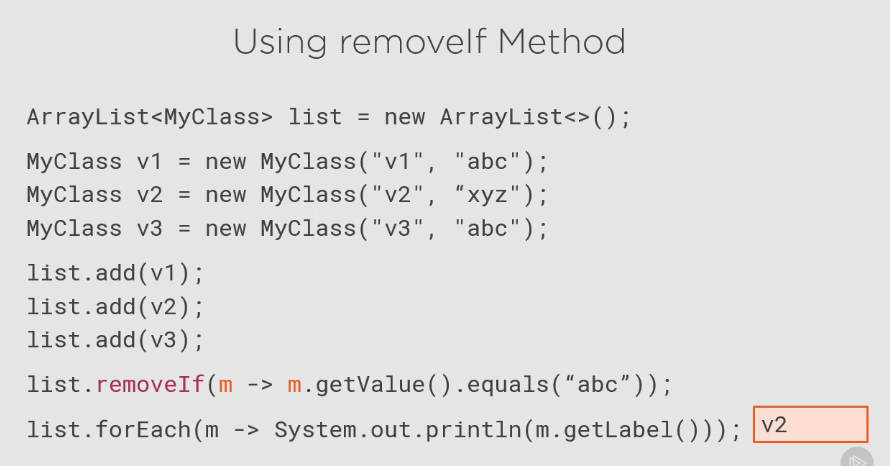 Using removeIf Method
ArrayList<MyClass> list = new ArrayList<>();
MyClass v1 = new MyClass("v1", "abc");
MyClass v2 = new MyClass("v2", “xyz");
MyClass v3 = new MyClass("v3", "abc");
list.add(v1);
list.add(v2);
list.add(v3);
list.removeIf(m -> m.getValue().equals(“abc”));
list.forEach(m -> System.out.println(m.getLabel())); v2